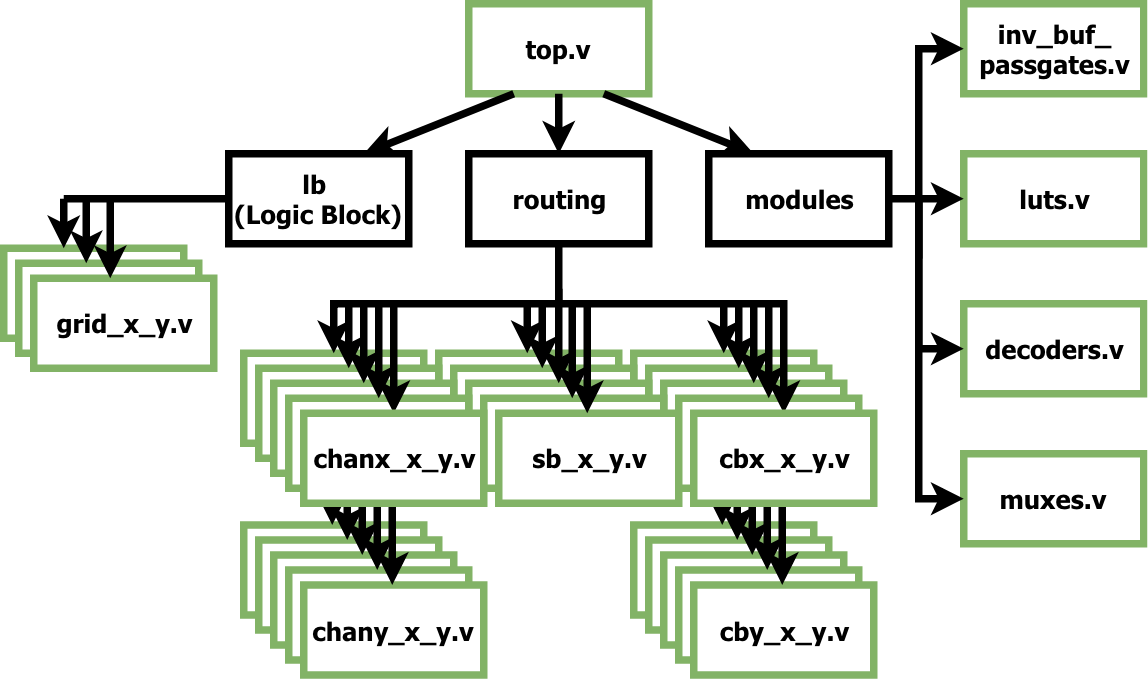 top.v
inv_buf_
passgates.v
lb
(Logic Block)
routing
modules
luts.v
grid_x_y.v
decoders.v
chanx_x_y.v
sb_x_y.v
cbx_x_y.v
muxes.v
chany_x_y.v
cby_x_y.v